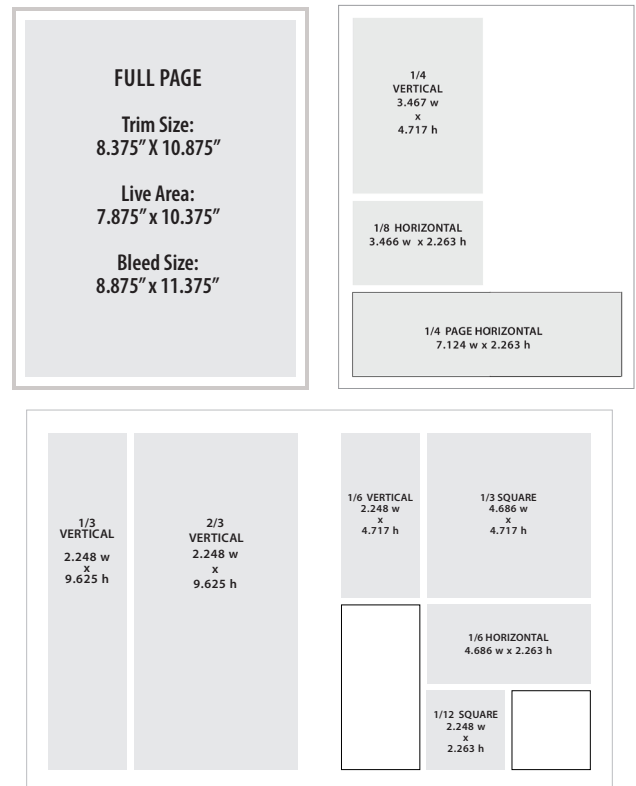 FULL PAGE
Trim Size:
8.375” X 10.875”
Live Area:
7.875” x 10.375”
Bleed Size:
8.875” x 11.375”
1/4
VERTICAL
3.467 w
x
4.717 h
1/8 HORIZONTAL
3.466 w x 2.263 h
1/4 PAGE HORIZONTAL
7.124 w x 2.263 h
1/3
VERTICAL
2.248 w
x
9.625 h
2/3
VERTICAL
2.248 w
x
9.625 h
1/6 VERTICAL
2.248 w
x
4.717 h
1/3 SQUARE
4.686 w
x
4.717 h
1/6 HORIZONTAL
4.686 w x 2.263 h
1/12 SQUARE
2.248 w
x
2.263 h